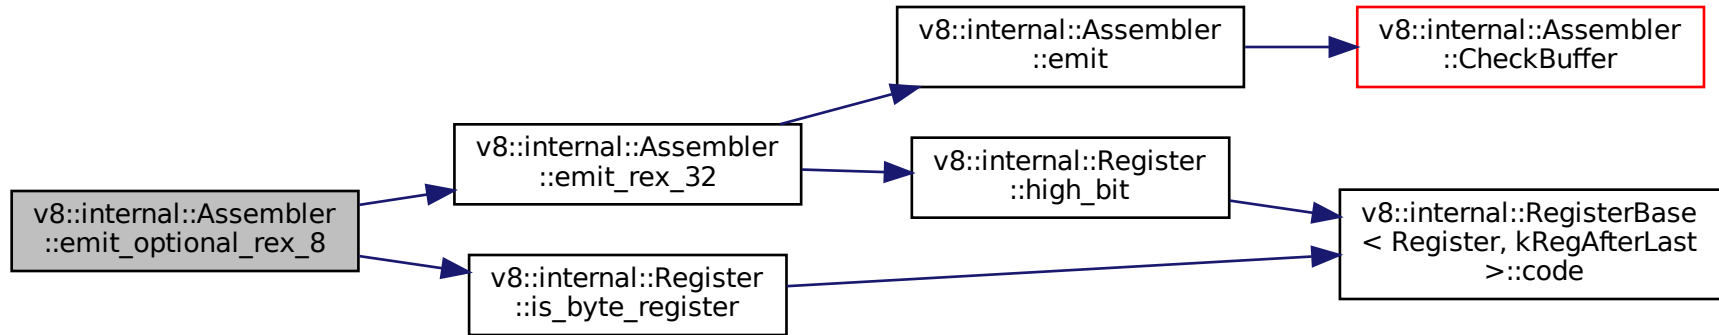 v8::internal::Assembler
::emit_optional_rex_8
v8::internal::Assembler
::emit_rex_32
v8::internal::Register
::is_byte_register
v8::internal::Assembler
::emit
v8::internal::Register
::high_bit
v8::internal::Assembler
::CheckBuffer
v8::internal::RegisterBase
< Register, kRegAfterLast
>::code